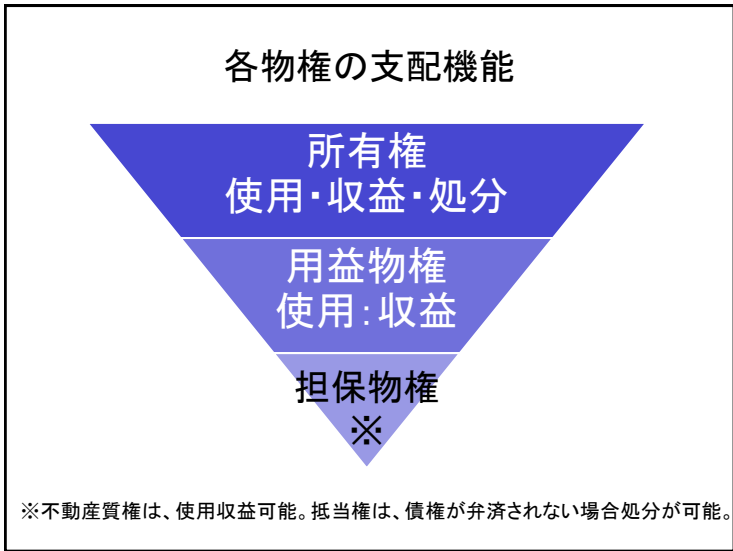 各物権の支配機能
所有権
使用・収益・処分
用益物権
使用:収益
担保物権
※
※不動産質権は、使用収益可能。抵当権は、債権が弁済されない場合処分が可能。